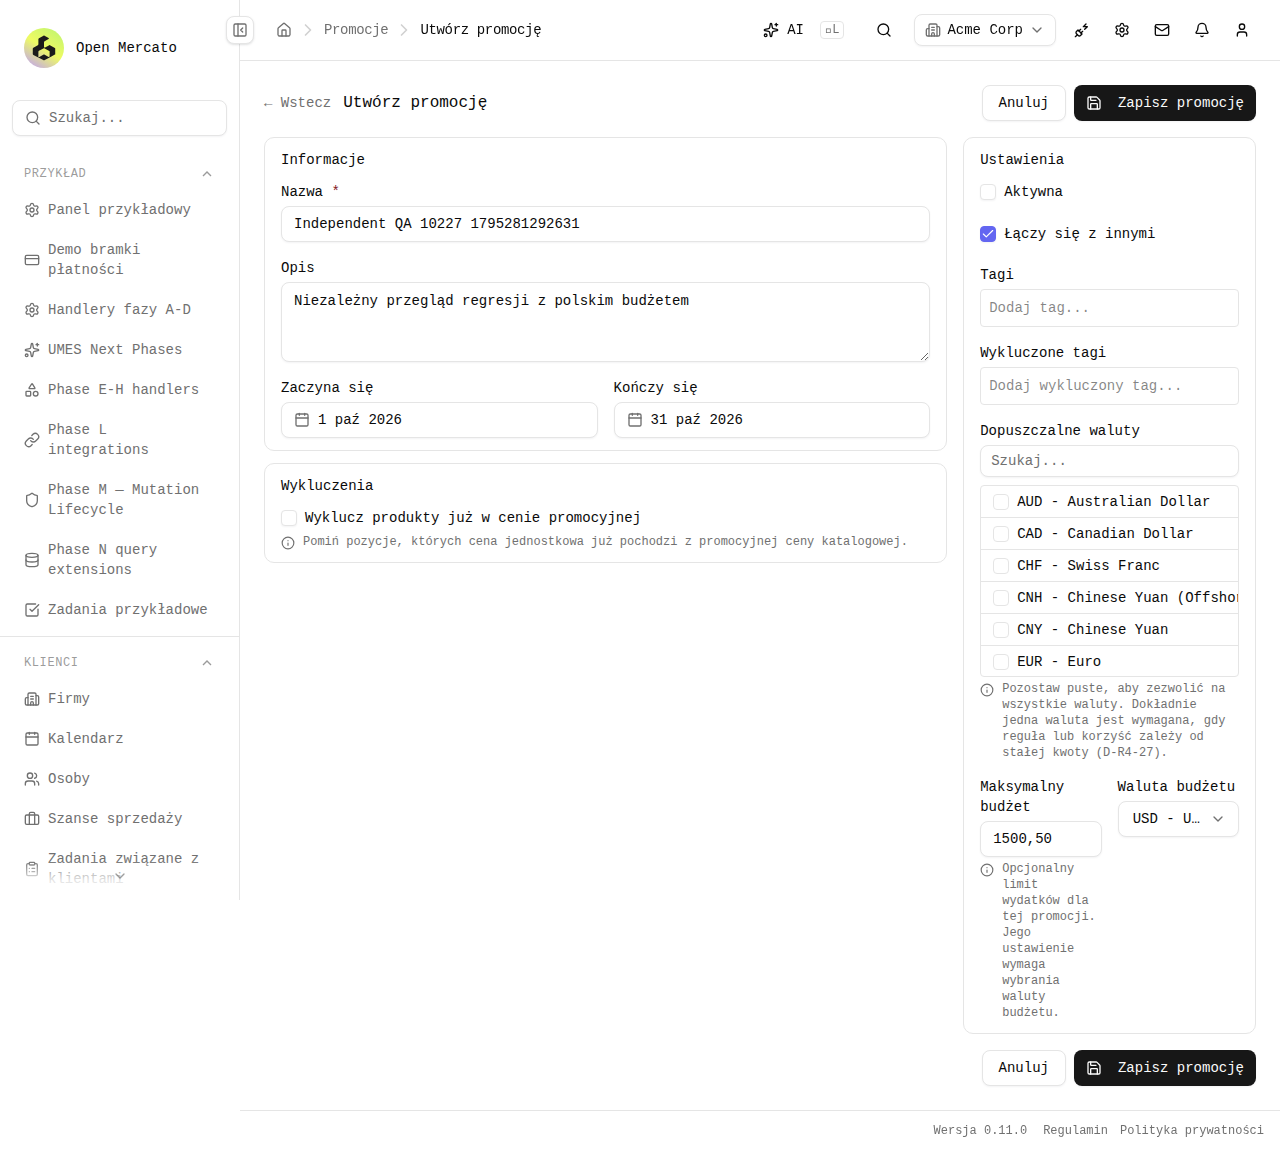 Open Mercato
Promocje
Utwórz promocję
AI
L
Acme Corp
Szukaj...
← Wstecz Utwórz promocję
Anuluj
Zapisz promocję
PRZYKŁAD
Panel przykładowy
Demo bramki
płatności
Handlery fazy A-D
UMES Next Phases
Phase E-H handlers
Phase L
integrations
Phase M — Mutation
Lifecycle
Phase N query
extensions
Zadania przykładowe
KLIENCI
Firmy
Kalendarz
Osoby
Szanse sprzedaży
Zadania związane z
klientami
Informacje
Nazwa *
Independent QA 10227 1795281292631
Opis
Niezależny przegląd regresji z polskim budżetem
Zaczyna się
Kończy się
1 paź 2026
31 paź 2026
Wykluczenia
Wyklucz produkty już w cenie promocyjnej
Pomiń pozycje, których cena jednostkowa już pochodzi z promocyjnej ceny katalogowej.
Ustawienia
Aktywna
Łączy się z innymi
Tagi
Dodaj tag...
Wykluczone tagi
Dodaj wykluczony tag...
Dopuszczalne waluty
Szukaj...
AUD - Australian Dollar
CAD - Canadian Dollar
CHF - Swiss Franc
CNH - Chinese Yuan (Offshor
CNY - Chinese Yuan
EUR - Euro
Pozostaw puste, aby zezwolić na
wszystkie waluty. Dokładnie
jedna waluta jest wymagana, gdy
reguła lub korzyść zależy od
stałej kwoty (D-R4-27).
Maksymalny
budżet
Waluta budżetu
1500,50
USD - U…
Opcjonalny
limit
wydatków dla
tej promocji.
Jego
ustawienie
wymaga
wybrania
waluty
budżetu.
Anuluj
Zapisz promocję
Wersja 0.11.0
Regulamin
Polityka prywatności